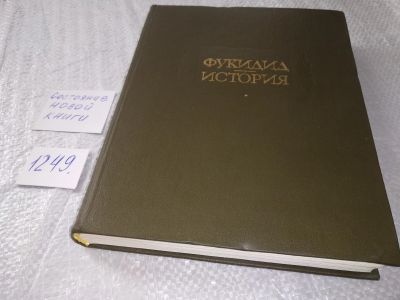 ФУКИДИД
ИСТОРИЯ
состояние
новой
книги
1249.